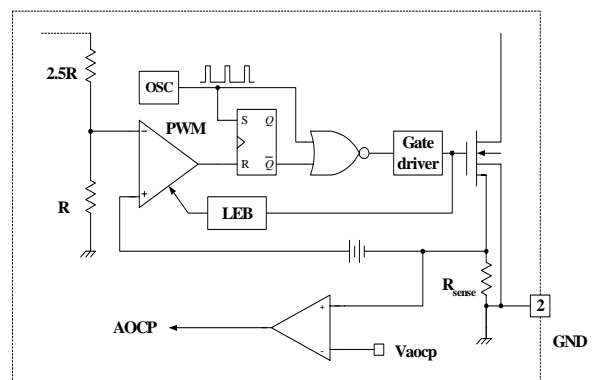 2.5R
OSC
PWM
S Q
R Q̅
Gate
driver
−
+
R
LEB
Rsense
2
GND
AOCP
+
-
Vaocp